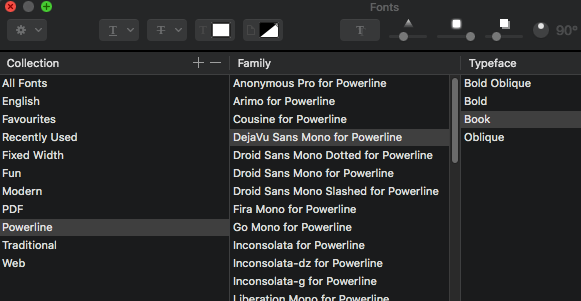 Fonts
T
T
T
T
90°
Collection
Family
Typeface
All Fonts
English
Favourites
Recently Used
Fixed Width
Fun
Modern
PDF
Powerline
Traditional
Web
Anonymous Pro for Powerline
Arimo for Powerline
Cousine for Powerline
DejaVu Sans Mono for Powerline
Droid Sans Mono Dotted for Powerline
Droid Sans Mono for Powerline
Droid Sans Mono Slashed for Powerline
Fira Mono for Powerline
Go Mono for Powerline
Inconsolata for Powerline
Inconsolata-dz for Powerline
Inconsolata-g for Powerline
Liberation Mono for Powerline
Bold Oblique
Bold
Book
Oblique